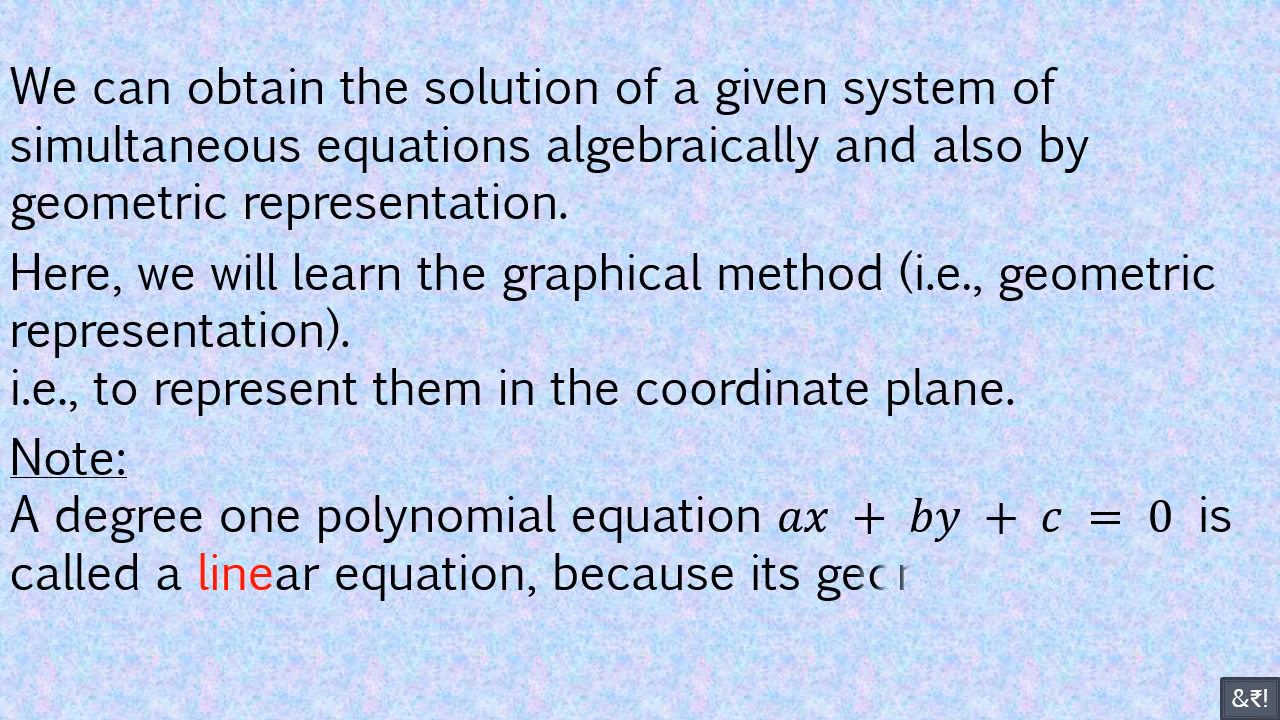 We can obtain the solution of a given system of
simultaneous equations algebraically and also by
geometric representation.
Here, we will learn the graphical method (i.e., geometric
representation).
i.e., to represent them in the coordinate plane.
Note:
A degree one polynomial equation ax + by + c = 0 is
called a linear equation, because its
&₹!